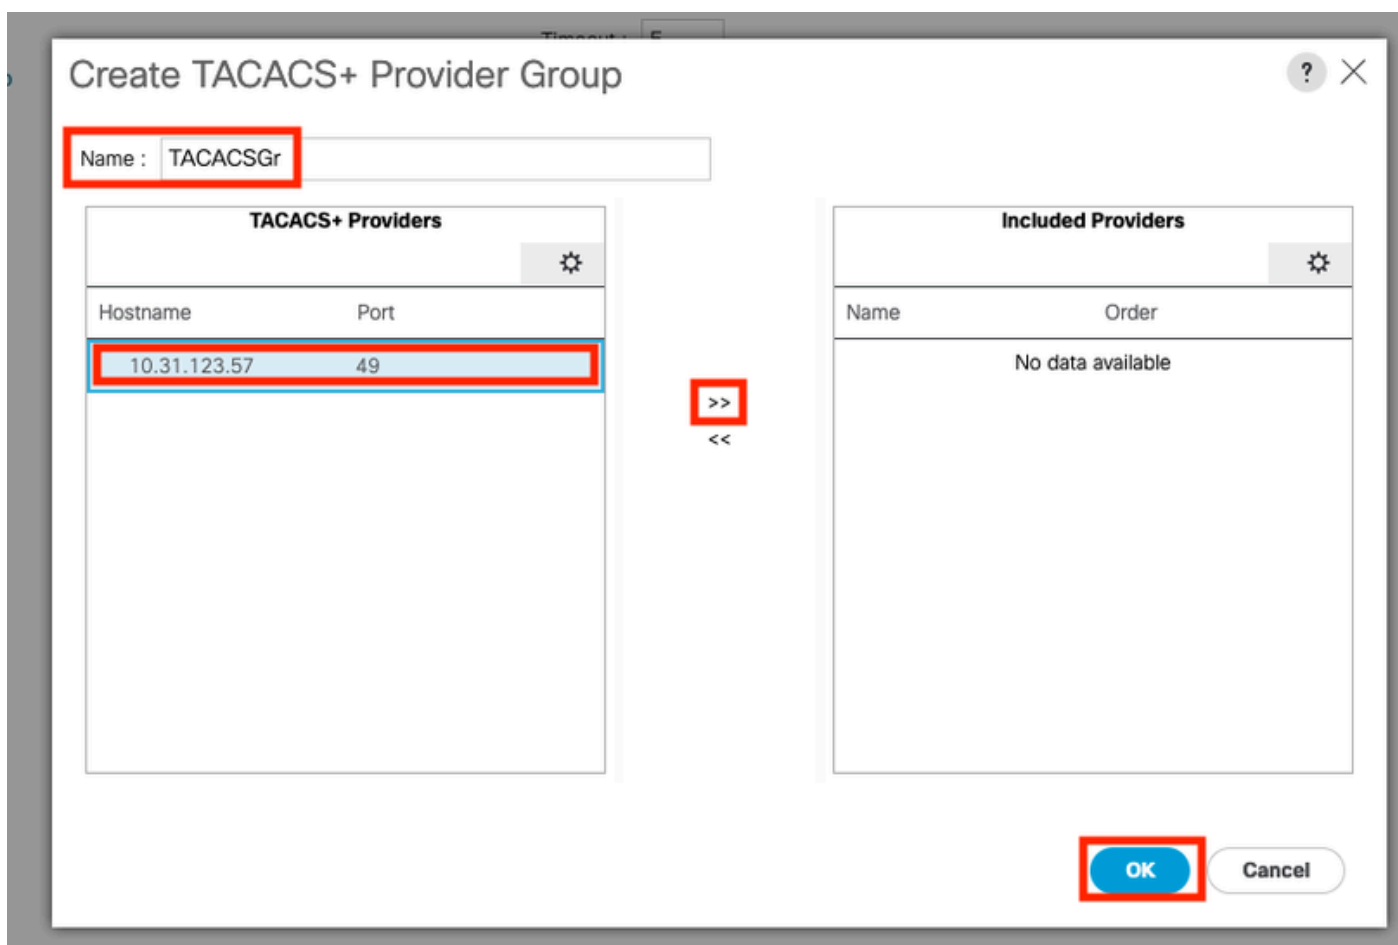 Create TACACS+ Provider Group
?
Name : TACACSGr
TACACS+ Providers
Hostname Port
10.31.123.57 49
>>
<<
Included Providers
Name Order
No data available
OK Cancel